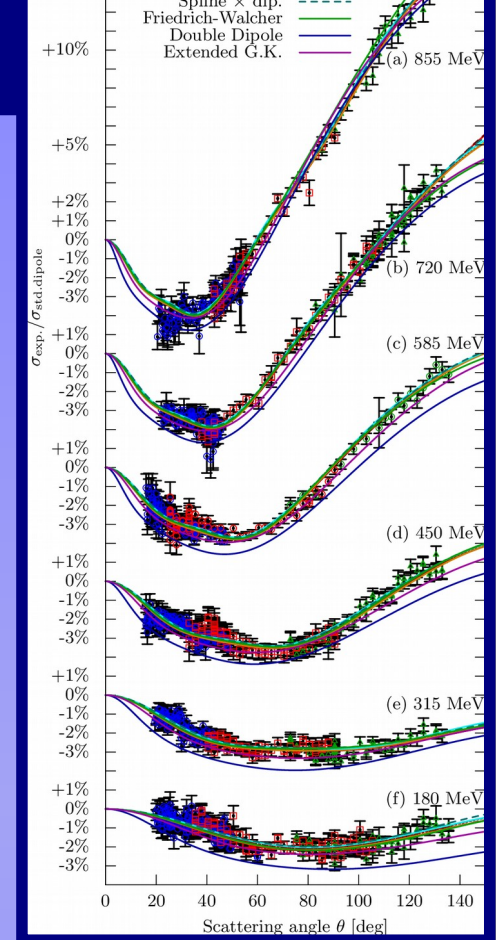 Spline × dip.
Friedrich-Walcher
Double Dipole
Extended G.K.
+10%
(a) 855 MeV
+5%
+2%
+1%
0%
-1%
-2%
-3%
(b) 720 MeV
σexp./σstd.dipole
+1%
0%
-1%
-2%
-3%
(c) 585 MeV
+1%
0%
-1%
-2%
-3%
(d) 450 MeV
+1%
0%
-1%
-2%
-3%
(e) 315 MeV
+1%
0%
-1%
-2%
-3%
(f) 180 MeV
+1%
0%
-1%
-2%
-3%
0 20 40 60 80 100 120 140
Scattering angle θ [deg]